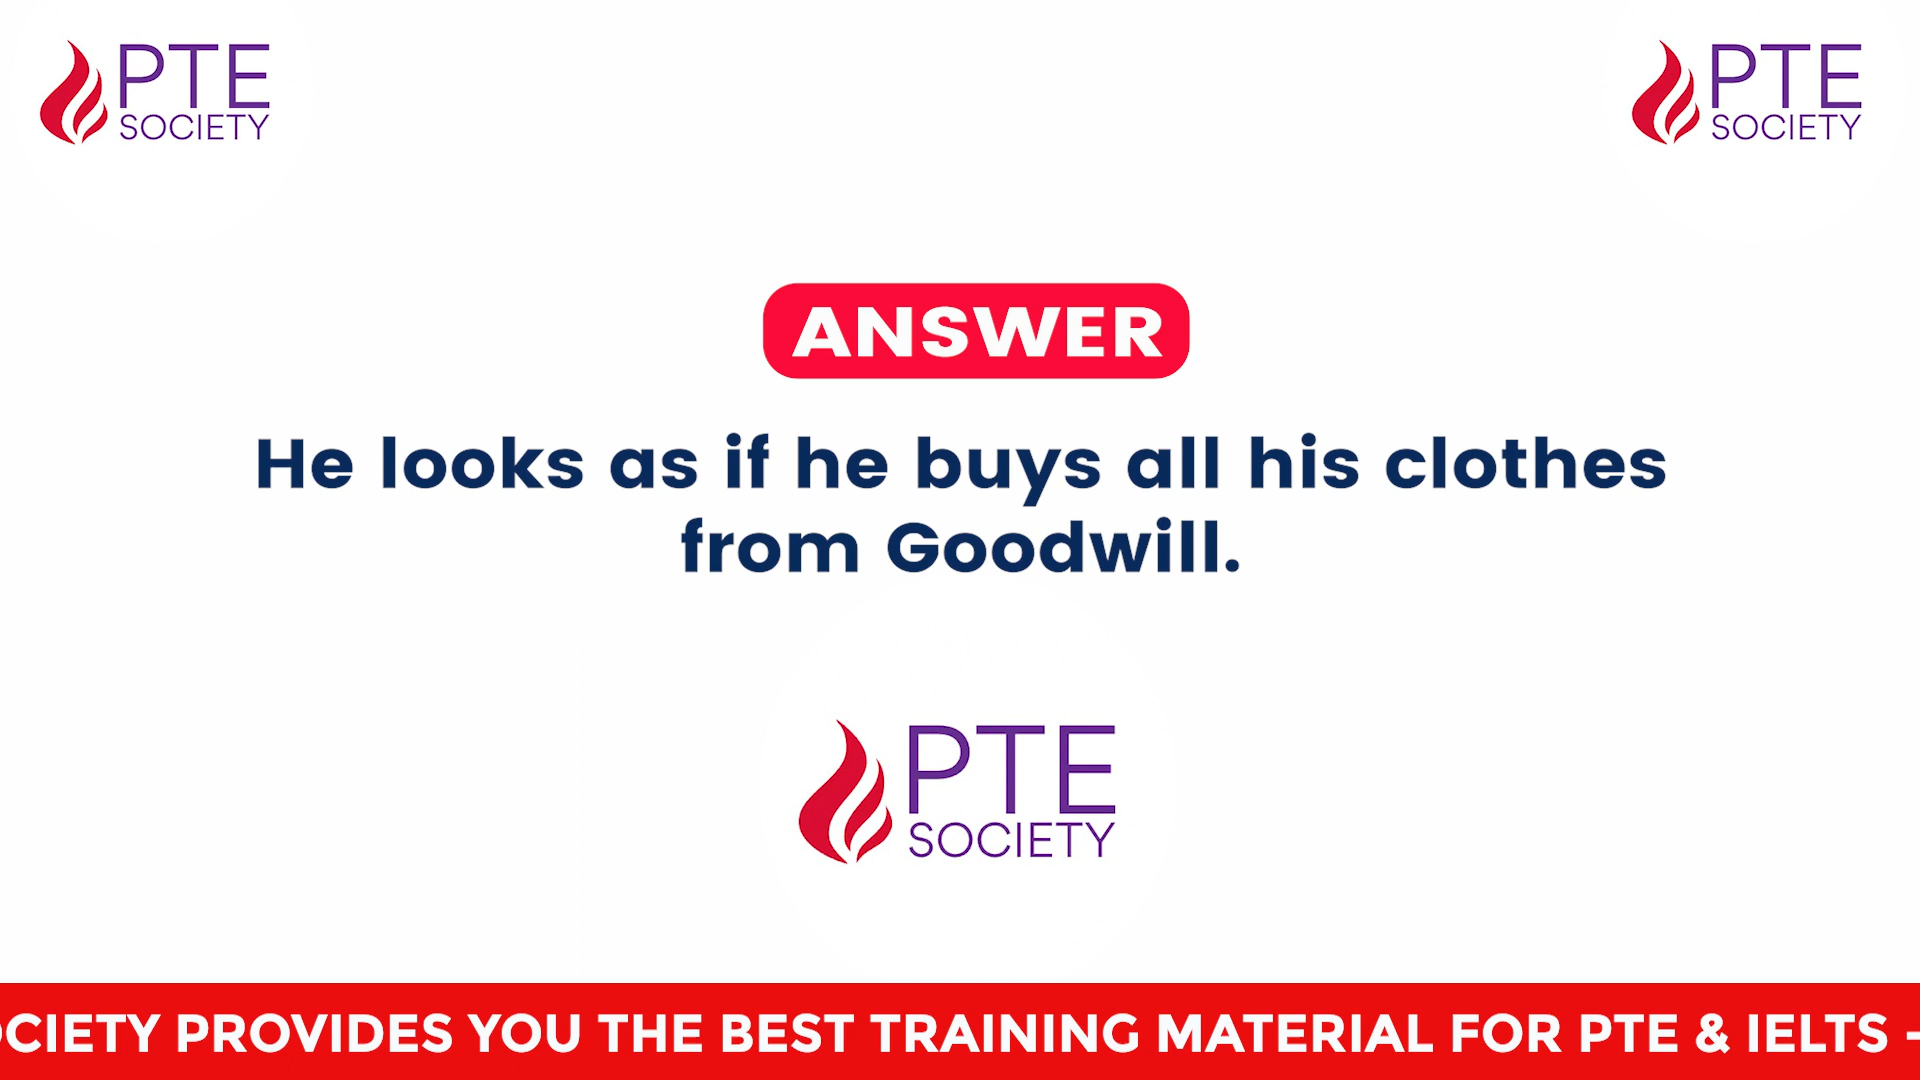 PTE
SOCIETY
PTE
SOCIETY
ANSWER
He looks as if he buys all his clothes
from Goodwill.
PTE
SOCIETY
OCIETY PROVIDES YOU THE BEST TRAINING MATERIAL FOR PTE & IELTS -